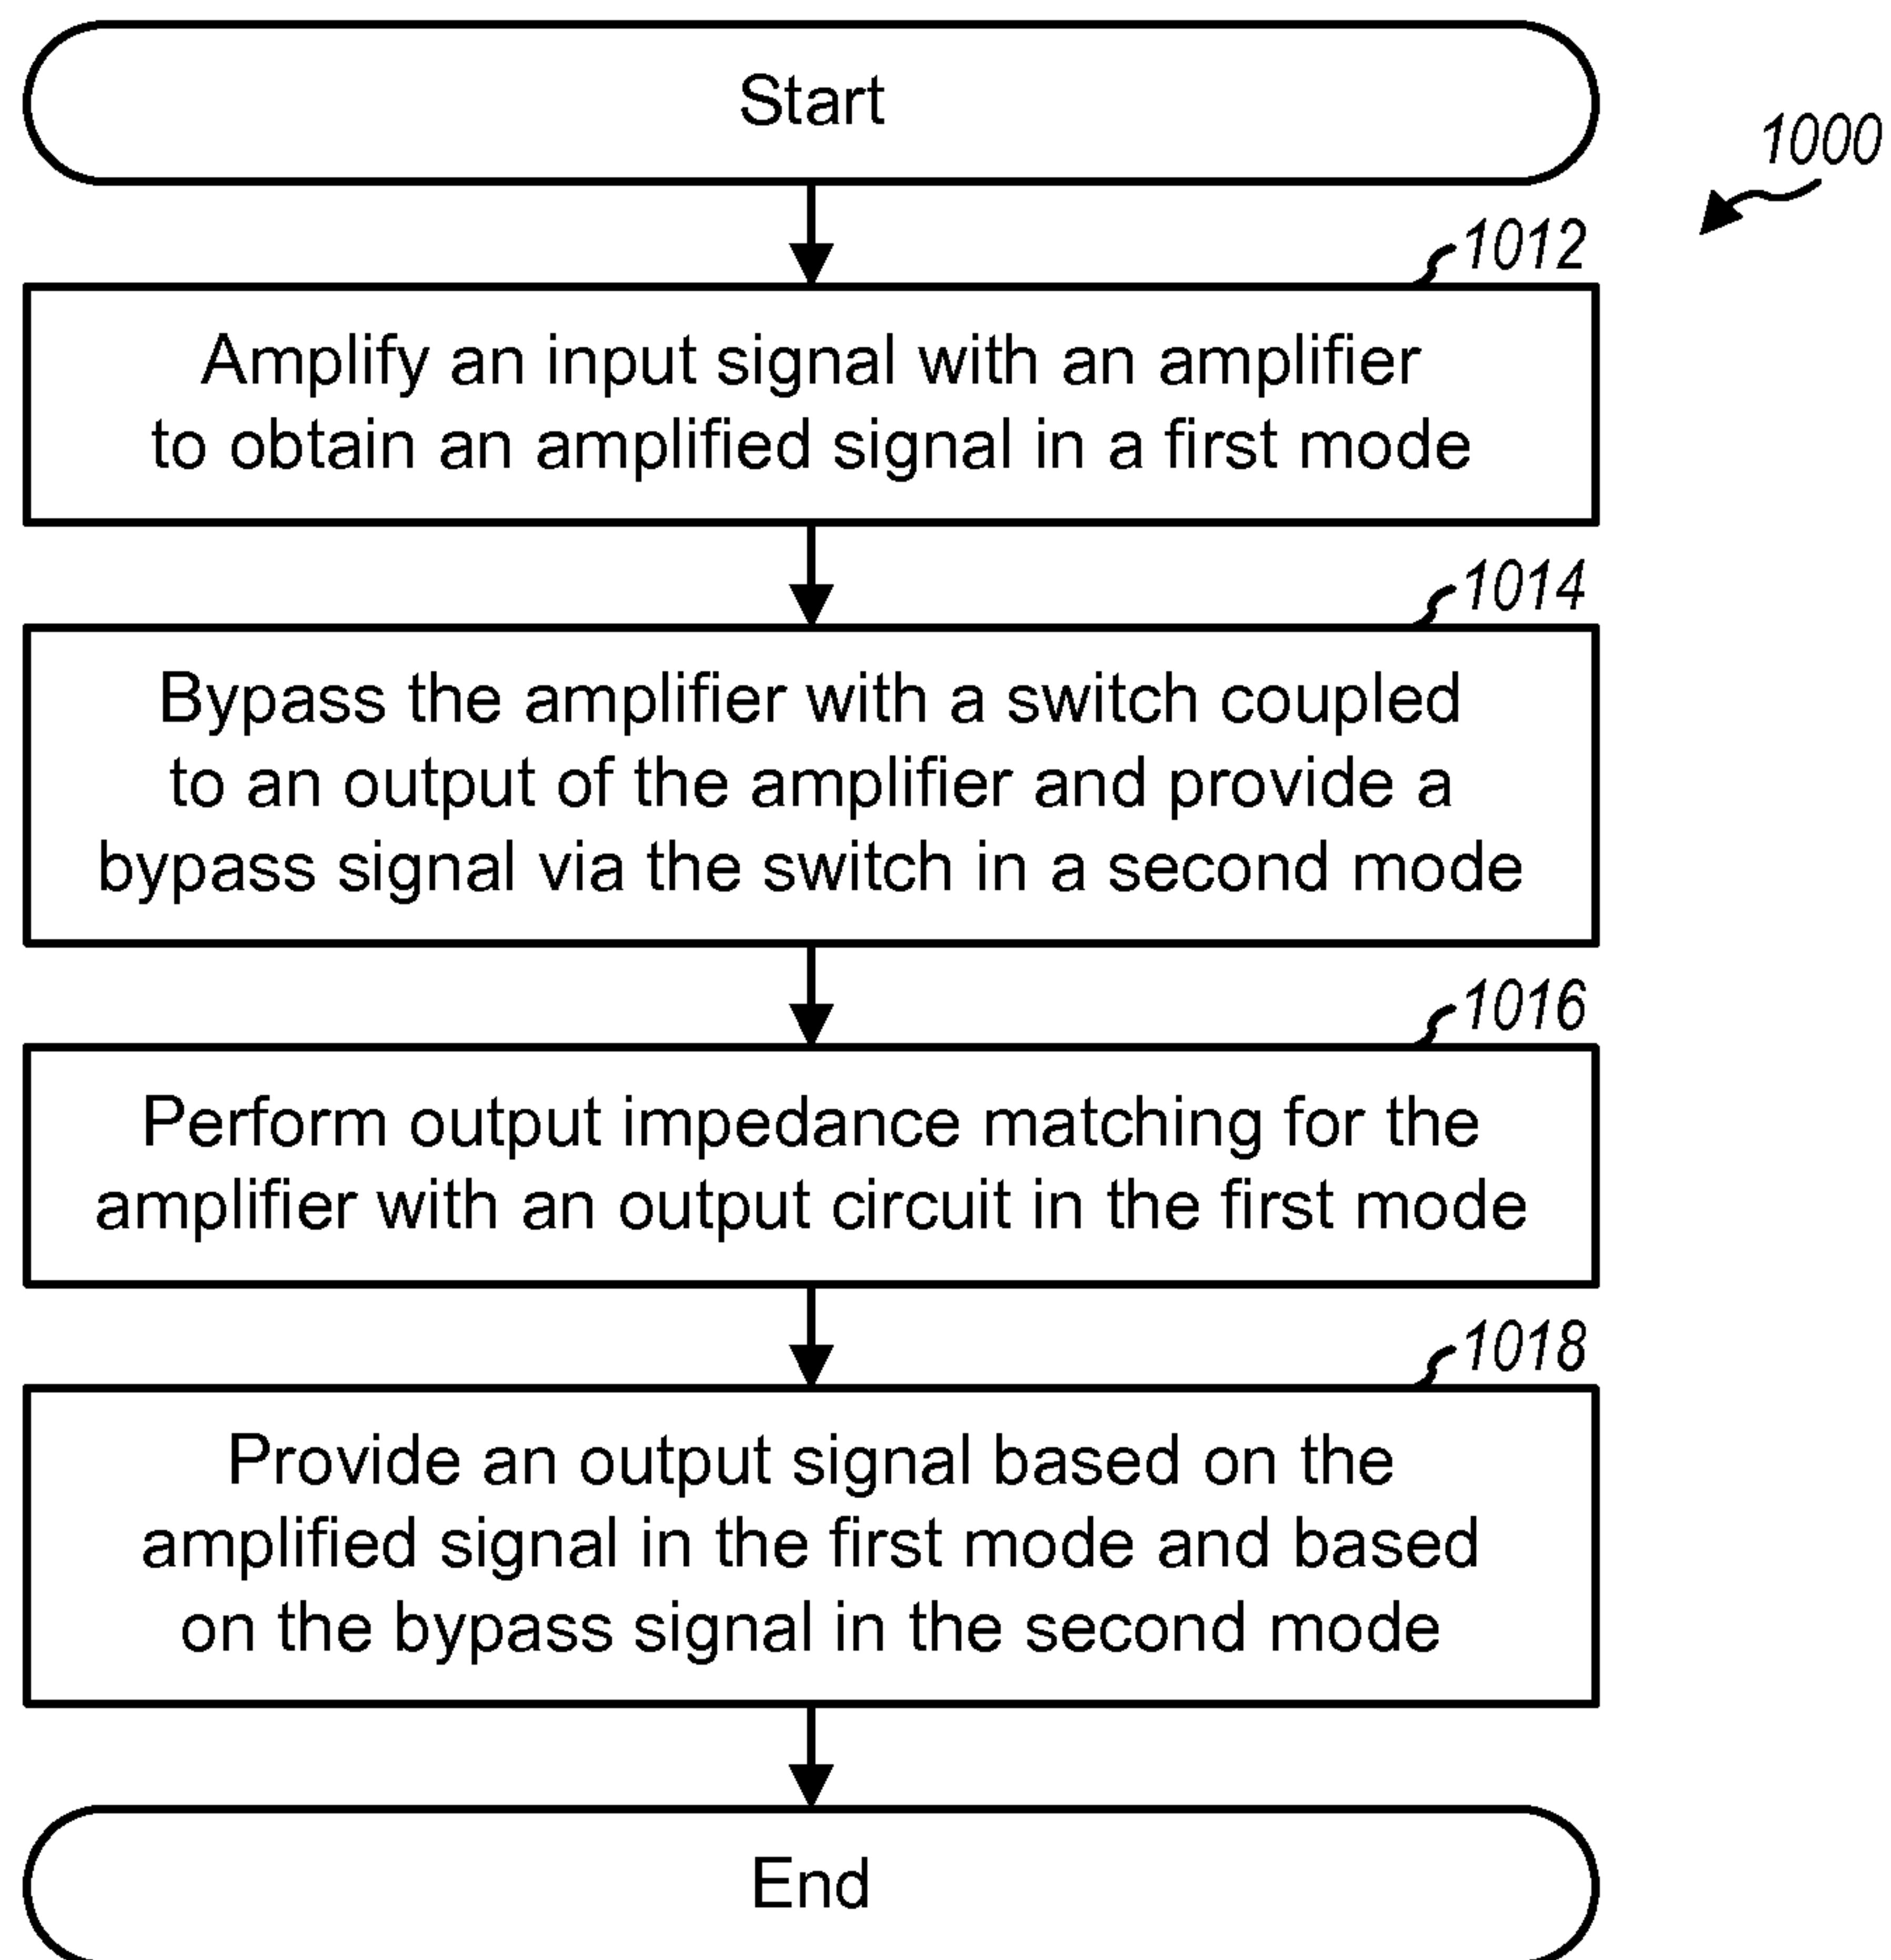 Start
1000
1012
Amplify an input signal with an amplifier
to obtain an amplified signal in a first mode
1014
Bypass the amplifier with a switch coupled
to an output of the amplifier and provide a
bypass signal via the switch in a second mode
1016
Perform output impedance matching for the
amplifier with an output circuit in the first mode
1018
Provide an output signal based on the
amplified signal in the first mode and based
on the bypass signal in the second mode
End